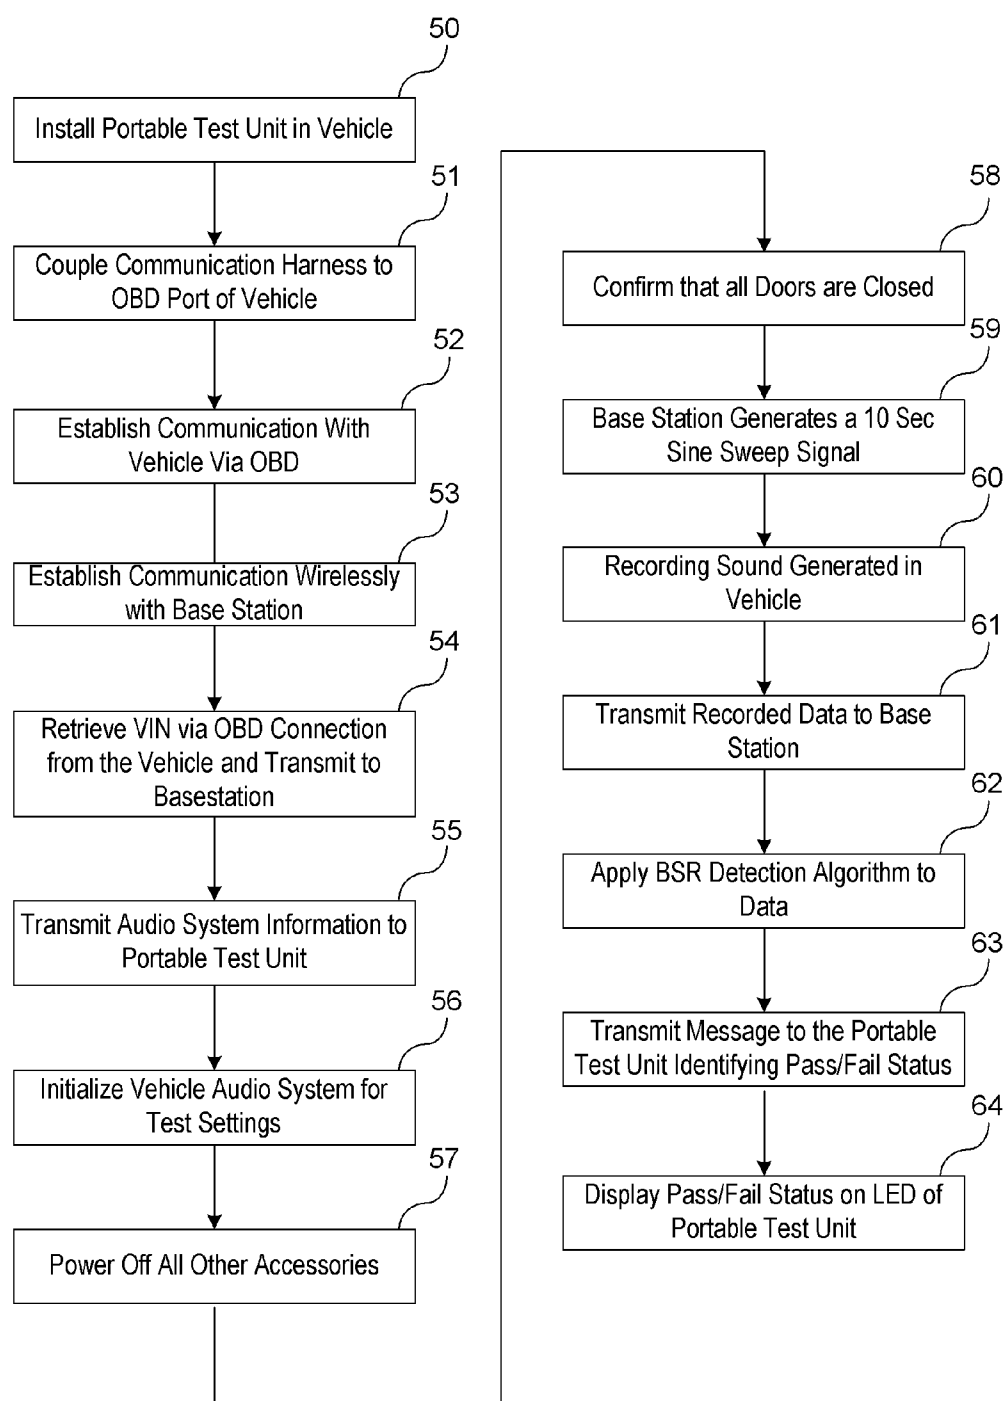 50
Install Portable Test Unit in Vehicle
51
Couple Communication Harness to
OBD Port of Vehicle
52
Establish Communication With
Vehicle Via OBD
53
Establish Communication Wirelessly
with Base Station
54
Retrieve VIN via OBD Connection
from the Vehicle and Transmit to
Basestation
55
Transmit Audio System Information to
Portable Test Unit
56
Initialize Vehicle Audio System for
Test Settings
57
Power Off All Other Accessories
58
Confirm that all Doors are Closed
59
Base Station Generates a 10 Sec
Sine Sweep Signal
60
Recording Sound Generated in
Vehicle
61
Transmit Recorded Data to Base
Station
62
Apply BSR Detection Algorithm to
Data
63
Transmit Message to the Portable
Test Unit Identifying Pass/Fail Status
64
Display Pass/Fail Status on LED of
Portable Test Unit